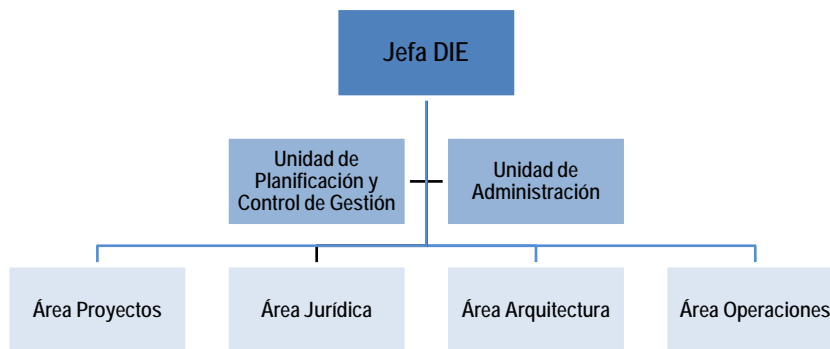 Jefa DIE
Unidad de
Planificación y
Control de Gestión
Unidad de
Administración
Área Proyectos
Área Jurídica
Área Arquitectura
Área Operaciones